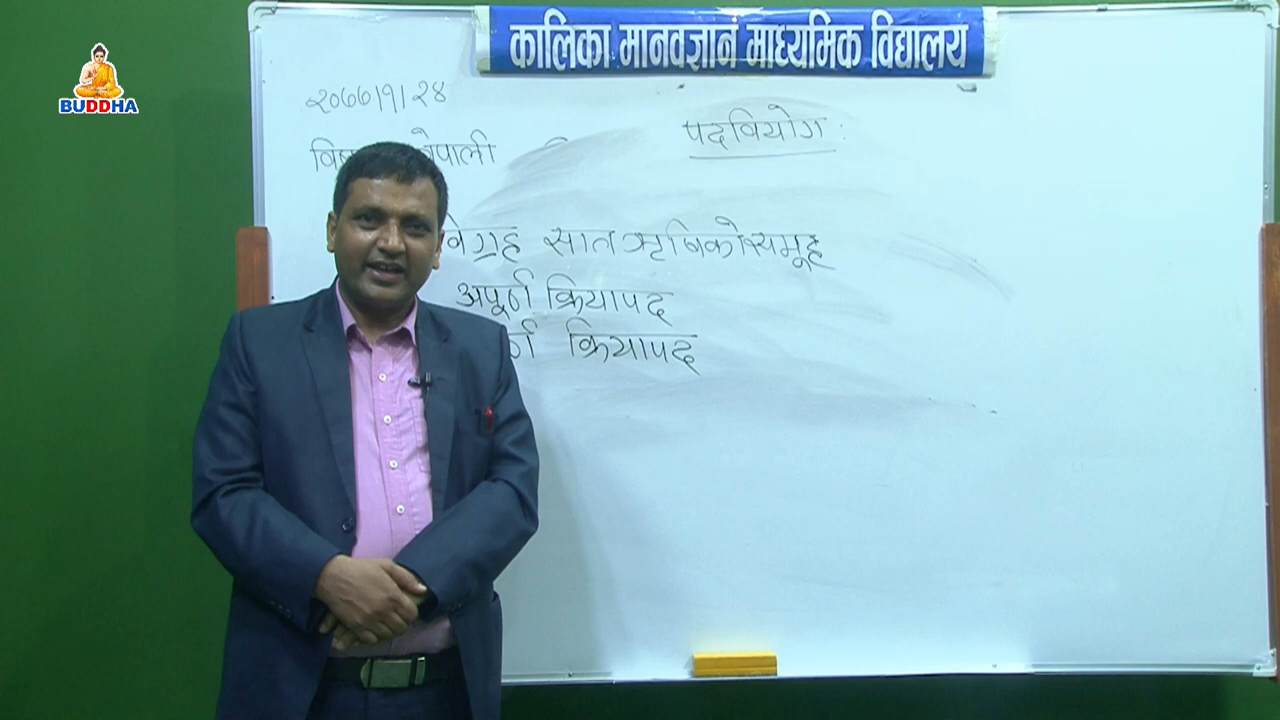 BUDDHA
कालिका मानवज्ञान माध्यमिक विद्यालय
२०७७।१।२४
पदवियोग :
नेपाली
सात ऋषिको समूह
अपूर्ण क्रियापद
क्रियापद